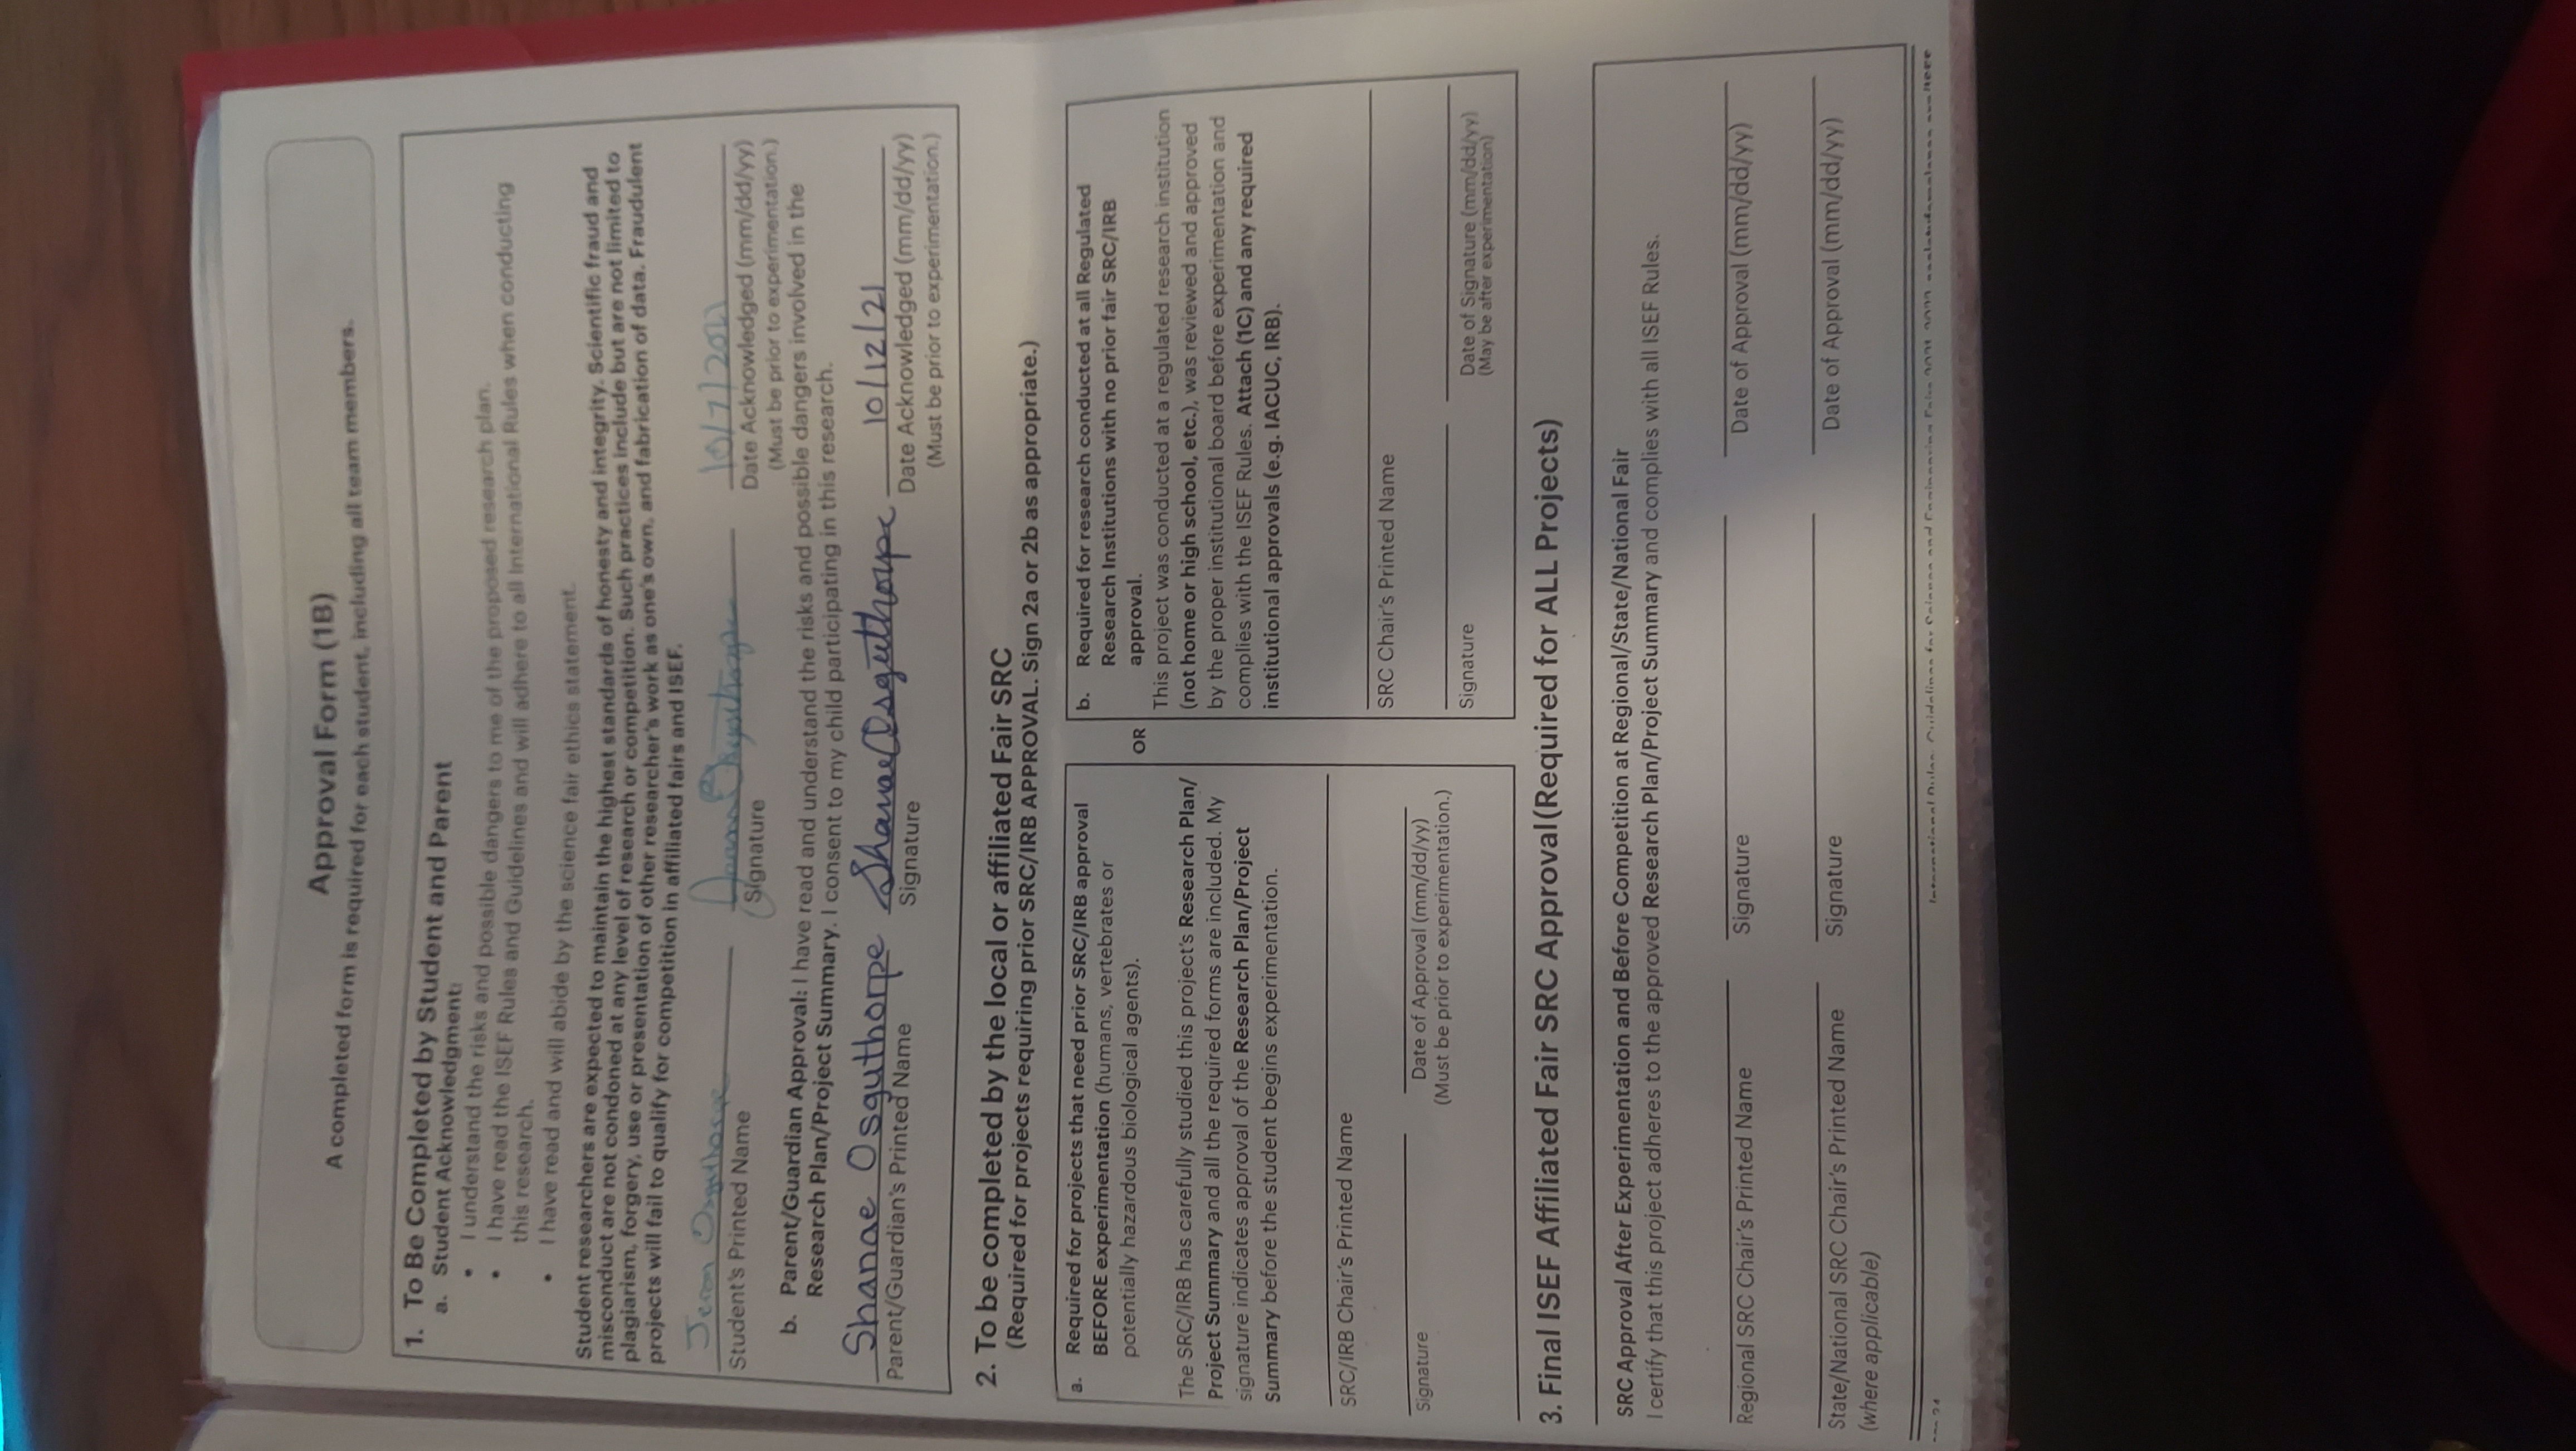 Approval Form (1B)
A completed form is required for each student, including all team members.
1. To Be Completed by Student and Parent
a. Student Acknowledgment:
• I understand the risks and possible dangers to me of the proposed research plan.
• I have read the ISEF Rules and Guidelines and will adhere to all International Rules when conducting
this research.
• I have read and will abide by the science fair ethics statement.
Student researchers are expected to maintain the highest standards of honesty and integrity. Scientific fraud and
misconduct are not condoned at any level of research or competition. Such practices include but are not limited to
plagiarism, forgery, use or presentation of other researcher's work as one's own, and fabrication of data. Fraudulent
projects will fail to qualify for competition in affiliated fairs and ISEF.
Jeron Osguthorpe Jeron Osguthorpe 10/7/2021
Student's Printed Name Signature Date Acknowledged (mm/dd/yy)
(Must be prior to experimentation.)
b. Parent/Guardian Approval: I have read and understand the risks and possible dangers involved in the
Research Plan/Project Summary. I consent to my child participating in this research.
Shanae Osguthorpe Shanae Osguthorpe 10/12/21
Parent/Guardian's Printed Name Signature Date Acknowledged (mm/dd/yy)
(Must be prior to experimentation.)
2. To be completed by the local or affiliated Fair SRC
(Required for projects requiring prior SRC/IRB APPROVAL. Sign 2a or 2b as appropriate.)
a. Required for projects that need prior SRC/IRB approval
BEFORE experimentation (humans, vertebrates or
potentially hazardous biological agents).
The SRC/IRB has carefully studied this project's Research Plan/
Project Summary and all the required forms are included. My
signature indicates approval of the Research Plan/Project
Summary before the student begins experimentation.
SRC/IRB Chair's Printed Name
Signature Date of Approval (mm/dd/yy)
(Must be prior to experimentation.)
OR
b. Required for research conducted at all Regulated
Research Institutions with no prior fair SRC/IRB
approval.
This project was conducted at a regulated research institution
(not home or high school, etc.), was reviewed and approved
by the proper institutional board before experimentation and
complies with the ISEF Rules. Attach (1C) and any required
institutional approvals (e.g. IACUC, IRB).
SRC Chair's Printed Name
Signature Date of Signature (mm/dd/yy)
(May be after experimentation)
3. Final ISEF Affiliated Fair SRC Approval (Required for ALL Projects)
SRC Approval After Experimentation and Before Competition at Regional/State/National Fair
I certify that this project adheres to the approved Research Plan/Project Summary and complies with all ISEF Rules.
Regional SRC Chair's Printed Name Signature Date of Approval (mm/dd/yy)
State/National SRC Chair's Printed Name Signature Date of Approval (mm/dd/yy)
(where applicable)
International Rules: Guidelines for Science and Engineering Fairs 2021-2022